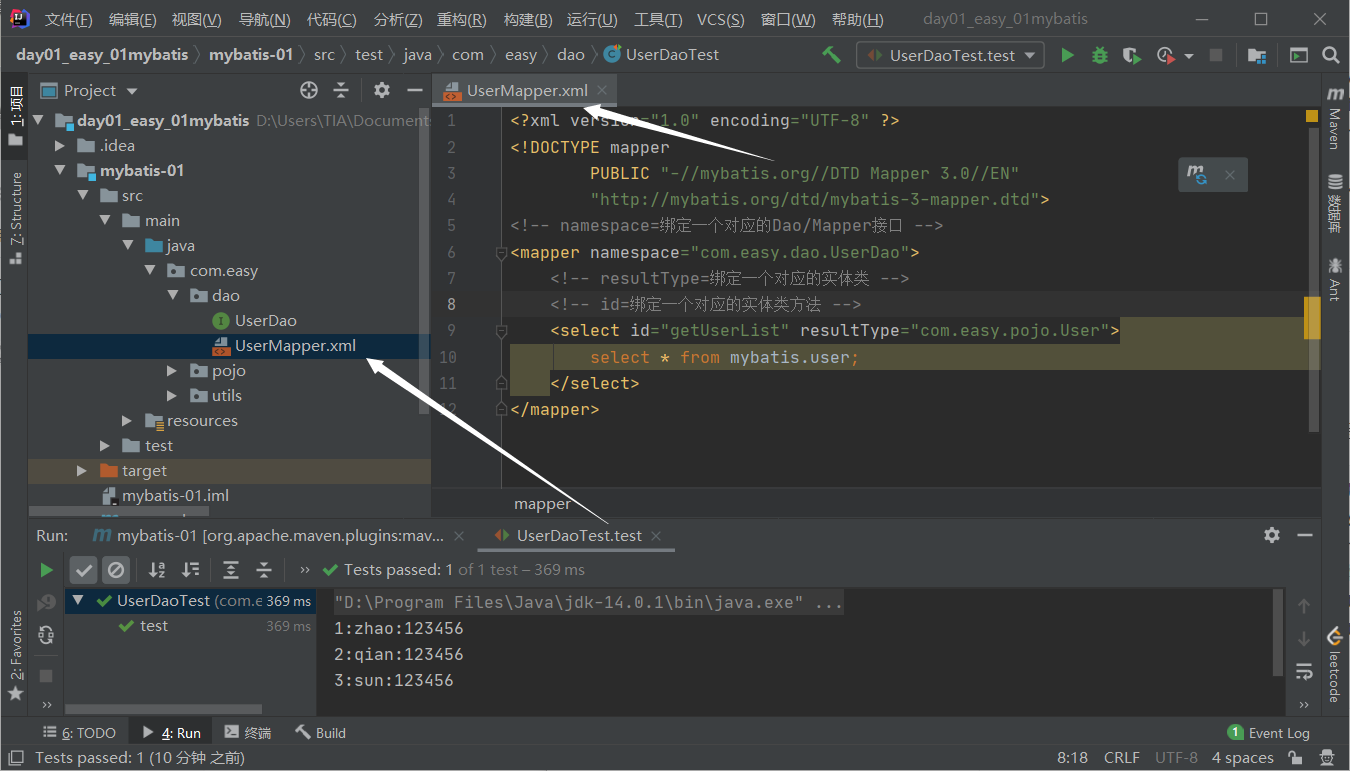 文件(F) 编辑(E) 视图(V) 导航(N) 代码(C) 分析(Z) 重构(R) 构建(B) 运行(U) 工具(T) VCS(S) 窗口(W) 帮助(H) day01_easy_01mybatis
day01_easy_01mybatis mybatis-01 src test java com easy dao UserDaoTest UserDaoTest.test
1: 项目
7: Structure
2: Favorites
Project
day01_easy_01mybatis D:\Users\TIA\Document
.idea
mybatis-01
src
main
java
com.easy
dao
UserDao
UserMapper.xml
pojo
utils
resources
test
target
mybatis-01.iml
UserMapper.xml
1 <?xml version="1.0" encoding="UTF-8" ?>
2 <!DOCTYPE mapper
3 PUBLIC "-//mybatis.org//DTD Mapper 3.0//EN"
4 "http://mybatis.org/dtd/mybatis-3-mapper.dtd">
5 <!-- namespace=绑定一个对应的Dao/Mapper接口 -->
6 <mapper namespace="com.easy.dao.UserDao">
7 <!-- resultType=绑定一个对应的实体类 -->
8 <!-- id=绑定一个对应的实体类方法 -->
9 <select id="getUserList" resultType="com.easy.pojo.User">
10 select * from mybatis.user;
11 </select>
12 </mapper>
mapper
m Maven
数据库
Ant
leetcode
Run: mybatis-01 [org.apache.maven.plugins:mav... UserDaoTest.test
Tests passed: 1 of 1 test – 369 ms
UserDaoTest (com.e 369 ms
test 369 ms
"D:\Program Files\Java\jdk-14.0.1\bin\java.exe" ...
1:zhao:123456
2:qian:123456
3:sun:123456
6: TODO 4: Run 终端 Build 1 Event Log
Tests passed: 1 (10 分钟 之前) 8:18 CRLF UTF-8 4 spaces